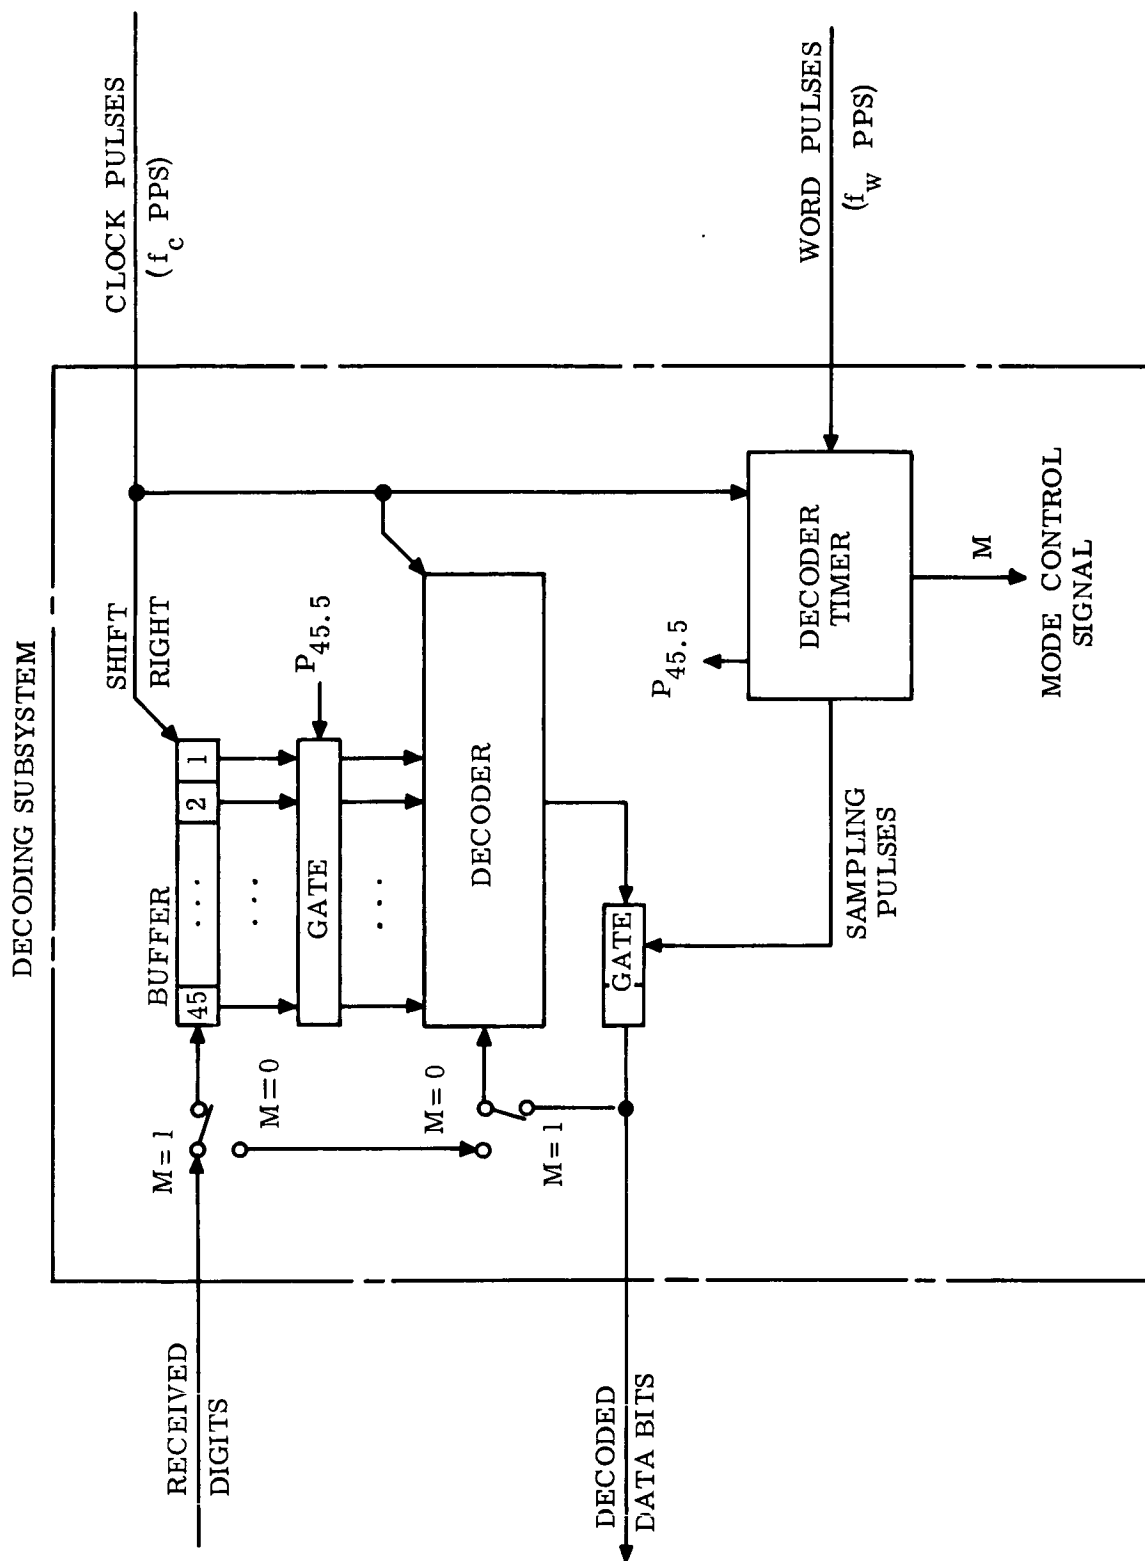 DECODING SUBSYSTEM
RECEIVED
DIGITS
M=1
M=0
BUFFER
45
. . .
2
1
SHIFT
RIGHT
CLOCK PULSES
(f_c PPS)
. . .
GATE
P_45.5
. . .
M=0
M=1
DECODER
GATE
DECODED
DATA BITS
SAMPLING
PULSES
P_45.5
DECODER
TIMER
WORD PULSES
(f_w PPS)
M
MODE CONTROL
SIGNAL